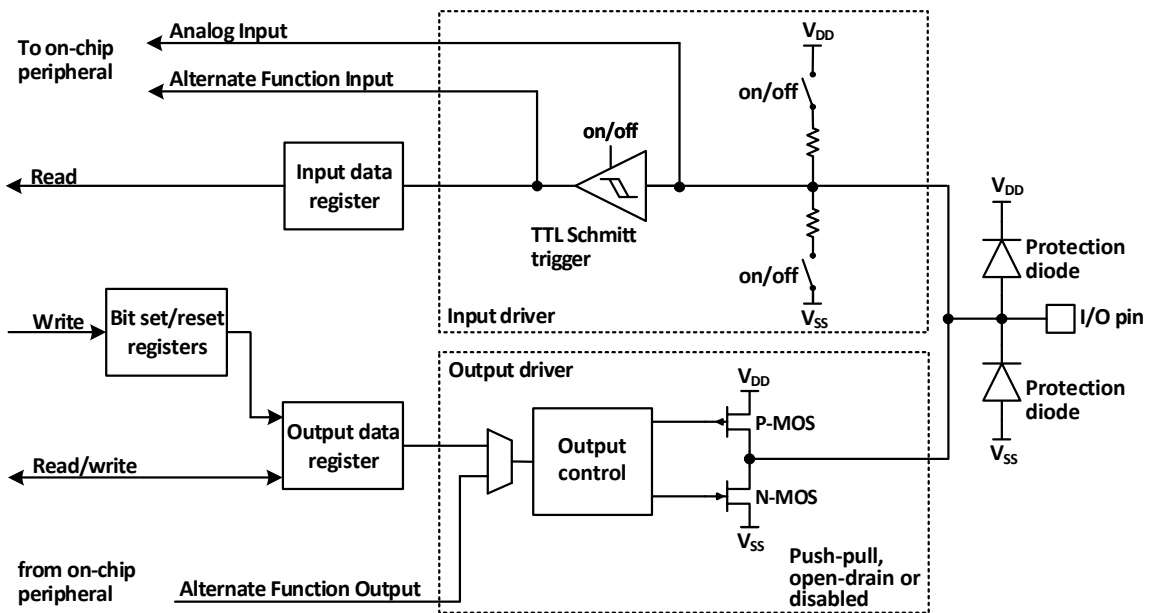 To on-chip
peripheral
Analog Input
Alternate Function Input
Read
Input data
register
on/off
TTL Schmitt
trigger
V_DD
on/off
on/off
V_SS
Input driver
V_DD
Protection
diode
I/O pin
Protection
diode
V_SS
Write
Bit set/reset
registers
Read/write
Output data
register
Output driver
Output
control
V_DD
P-MOS
N-MOS
V_SS
Push-pull,
open-drain or
disabled
from on-chip
peripheral
Alternate Function Output